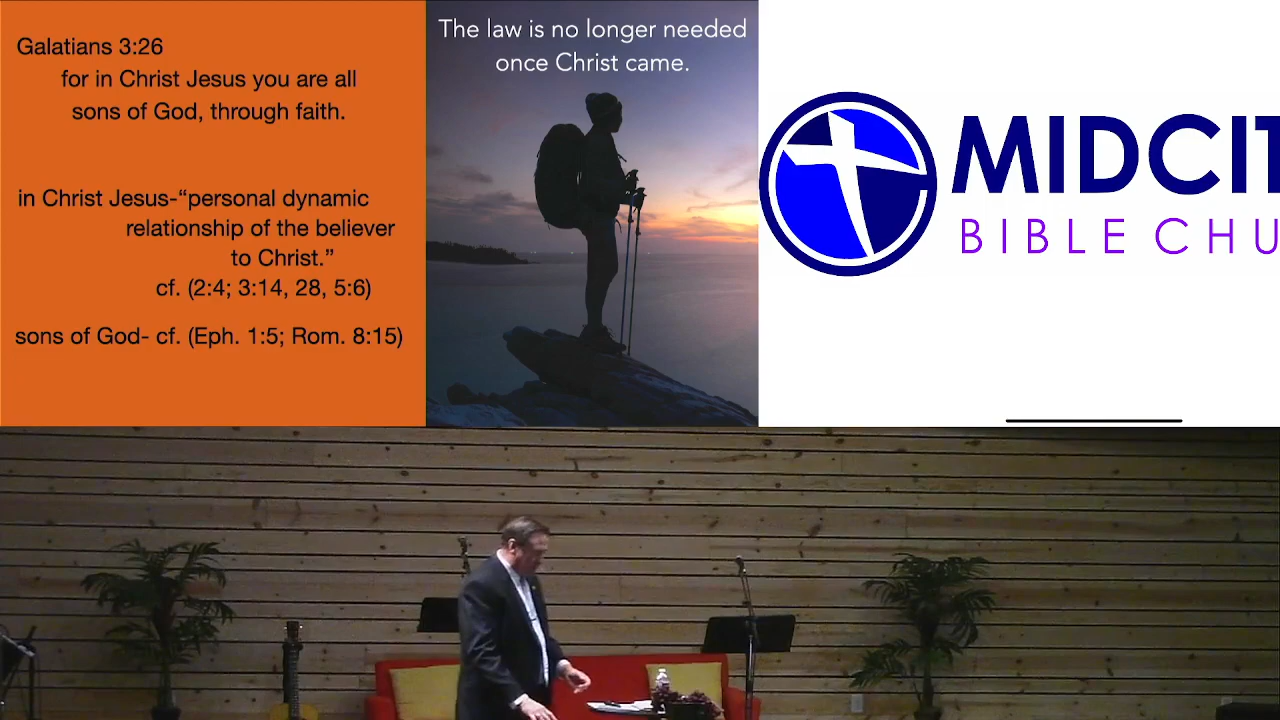 Galatians 3:26
for in Christ Jesus you are all
sons of God, through faith.
in Christ Jesus-“personal dynamic
relationship of the believer
to Christ.”
cf. (2:4; 3:14, 28, 5:6)
sons of God- cf. (Eph. 1:5; Rom. 8:15)
The law is no longer needed
once Christ came.
MIDCIT
BIBLE CHU